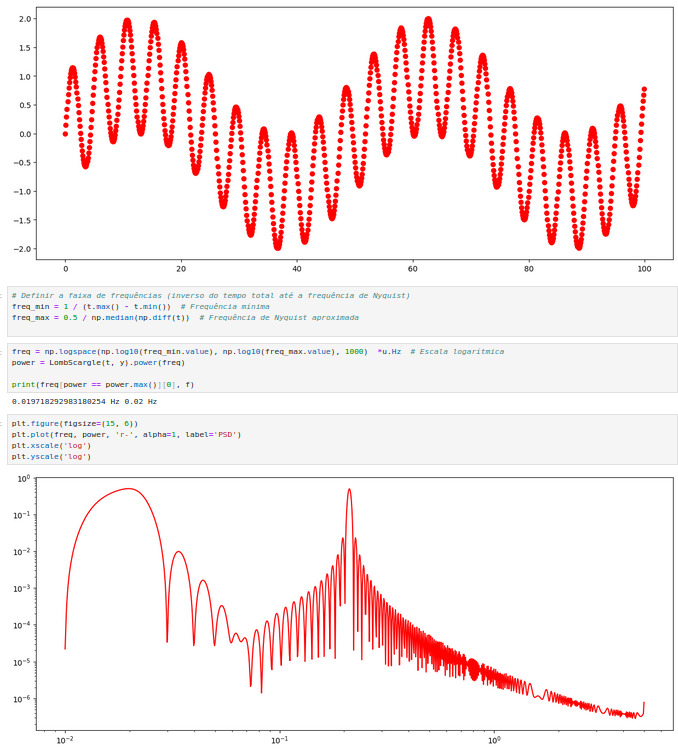 2.0
1.5
1.0
0.5
0.0
−0.5
−1.0
−1.5
−2.0
0 20 40 60 80 100
# Definir a faixa de frequências (inverso do tempo total até a frequência de Nyquist)
freq_min = 1 / (t.max() - t.min()) # Frequência mínima
freq_max = 0.5 / np.median(np.diff(t)) # Frequência de Nyquist aproximada
freq = np.logspace(np.log10(freq_min.value), np.log10(freq_max.value), 1000) *u.Hz # Escala logarítmica
power = LombScargle(t, y).power(freq)
print(freq[power == power.max()][0], f)
0.019718292983180254 Hz 0.02 Hz
plt.figure(figsize=(15, 6))
plt.plot(freq, power, 'r-', alpha=1, label='PSD')
plt.xscale('log')
plt.yscale('log')
10⁰
10⁻¹
10⁻²
10⁻³
10⁻⁴
10⁻⁵
10⁻⁶
10⁻² 10⁻¹ 10⁰